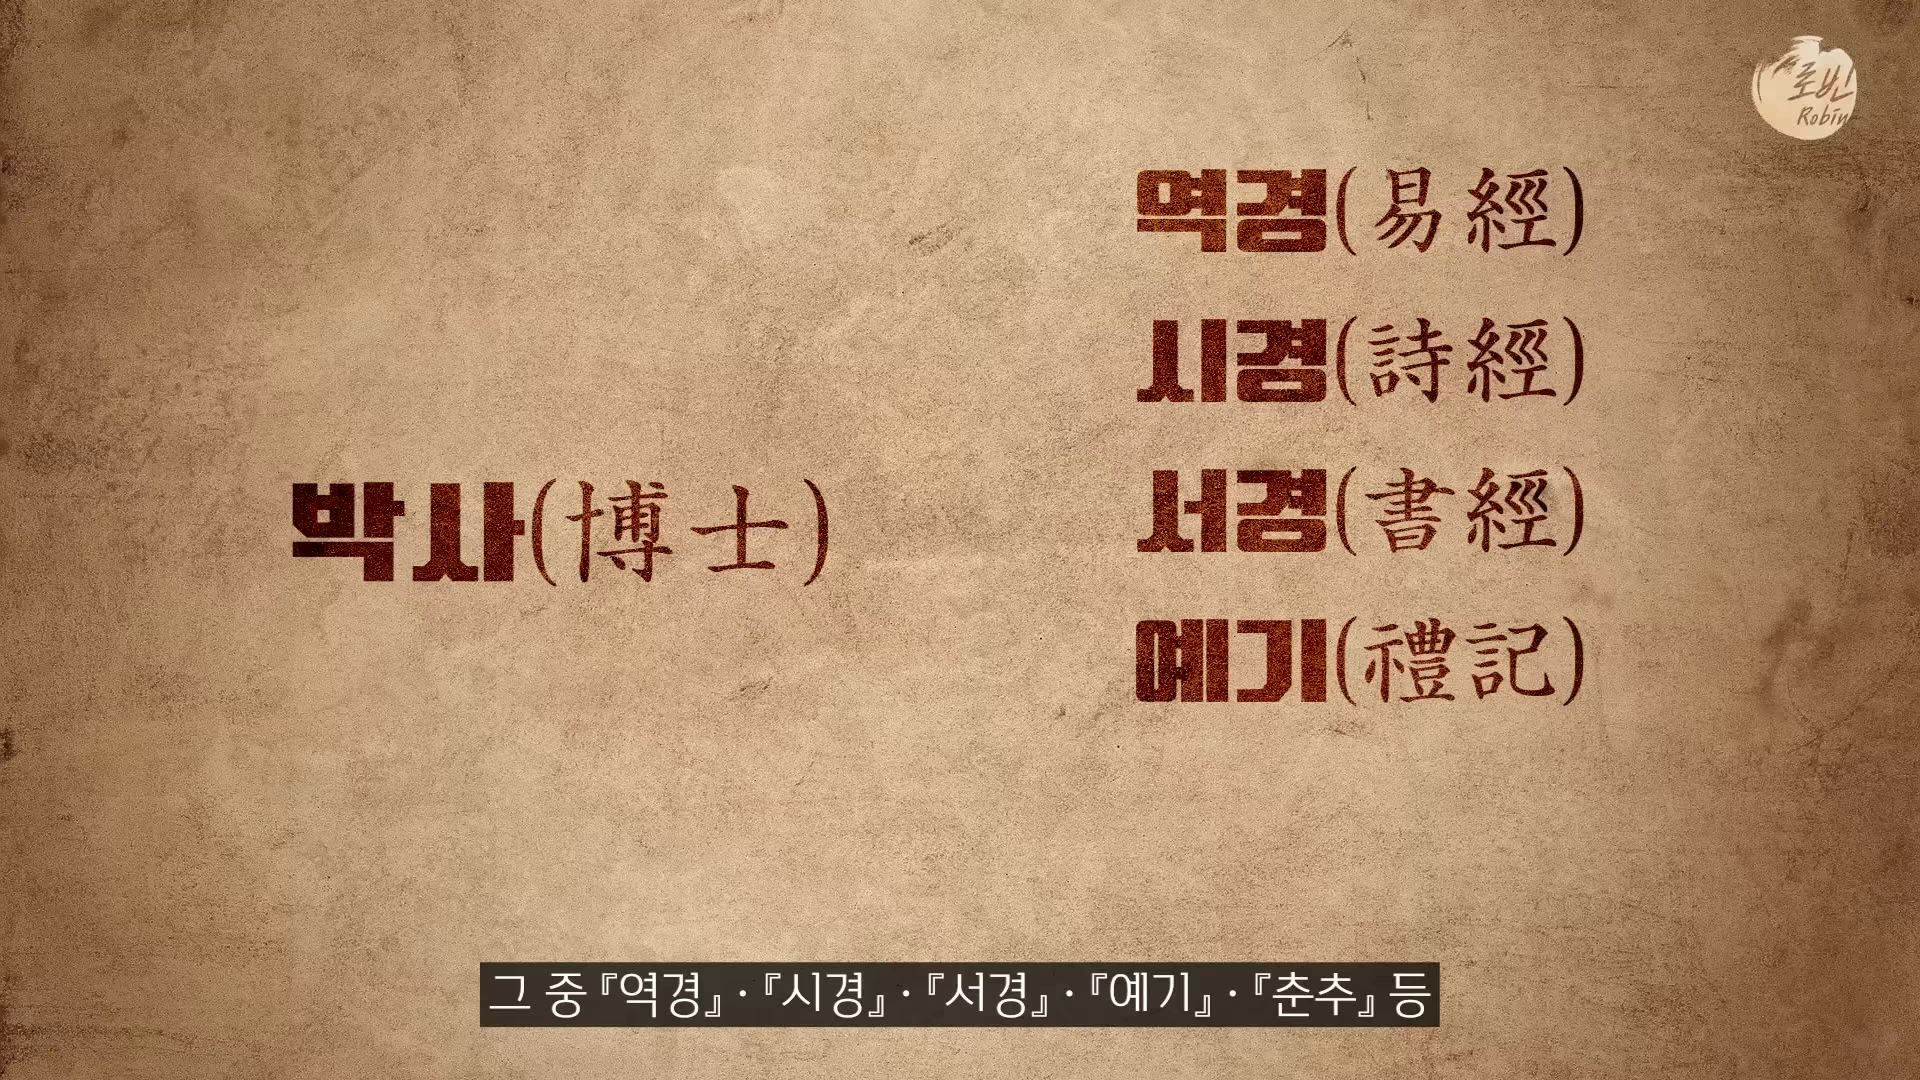 로빈
Robin
역경(易經)
시경(詩經)
서경(書經)
박사(博士)
예기(禮記)
그 중 『역경』·『시경』·『서경』·『예기』·『춘추』 등